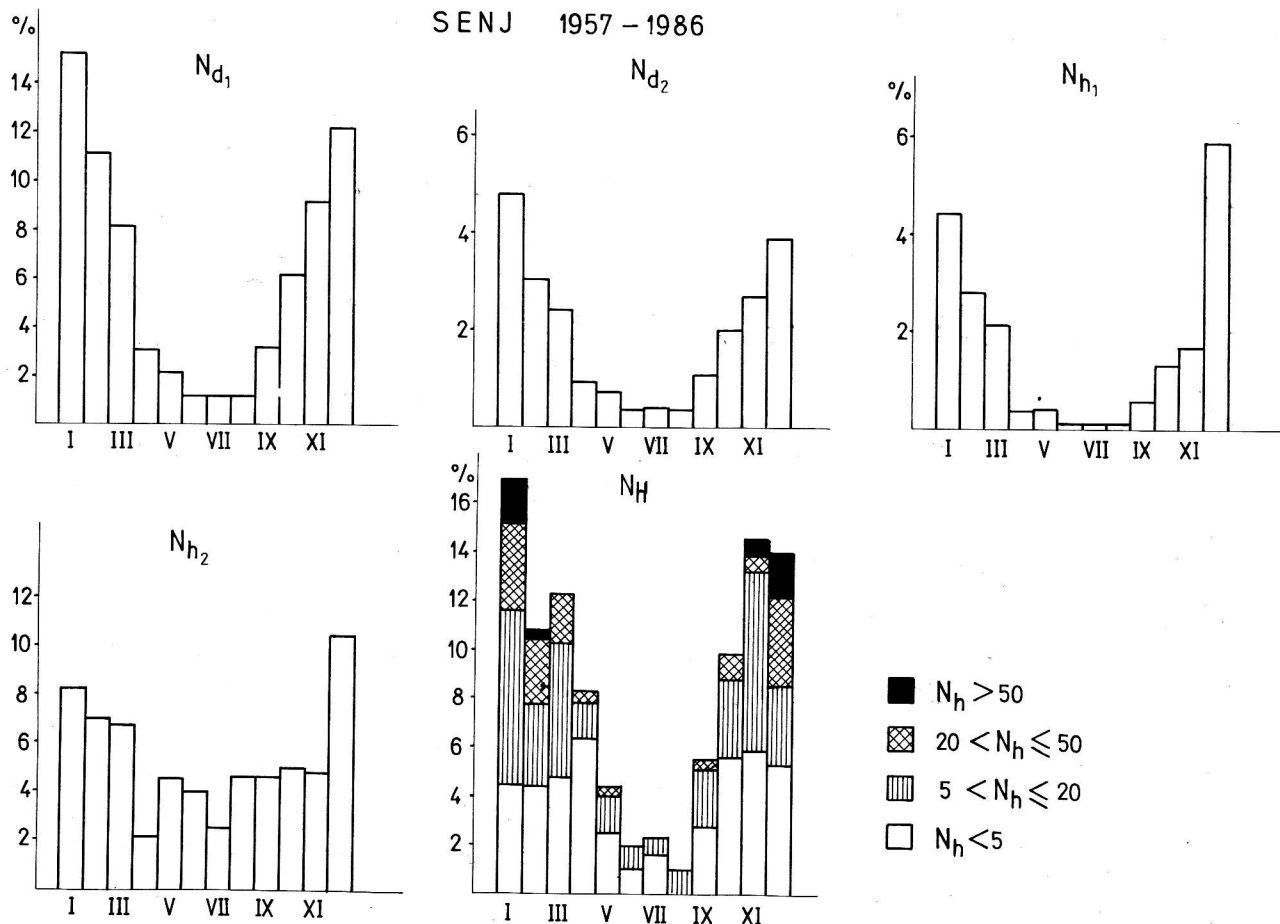 SENJ 1957 – 1986
%
N_d₁
14
12
10
8
6
4
2
I III V VII IX XI
N_d₂
6
4
2
I III V VII IX XI
%
N_h₁
6
4
2
I III V VII IX XI
N_h₂
12
10
8
6
4
2
I III V VII IX XI
%
N_H
16
14
12
10
8
6
4
2
I III V VII IX XI
N_h > 50
20 < N_h ≤ 50
5 < N_h ≤ 20
N_h < 5